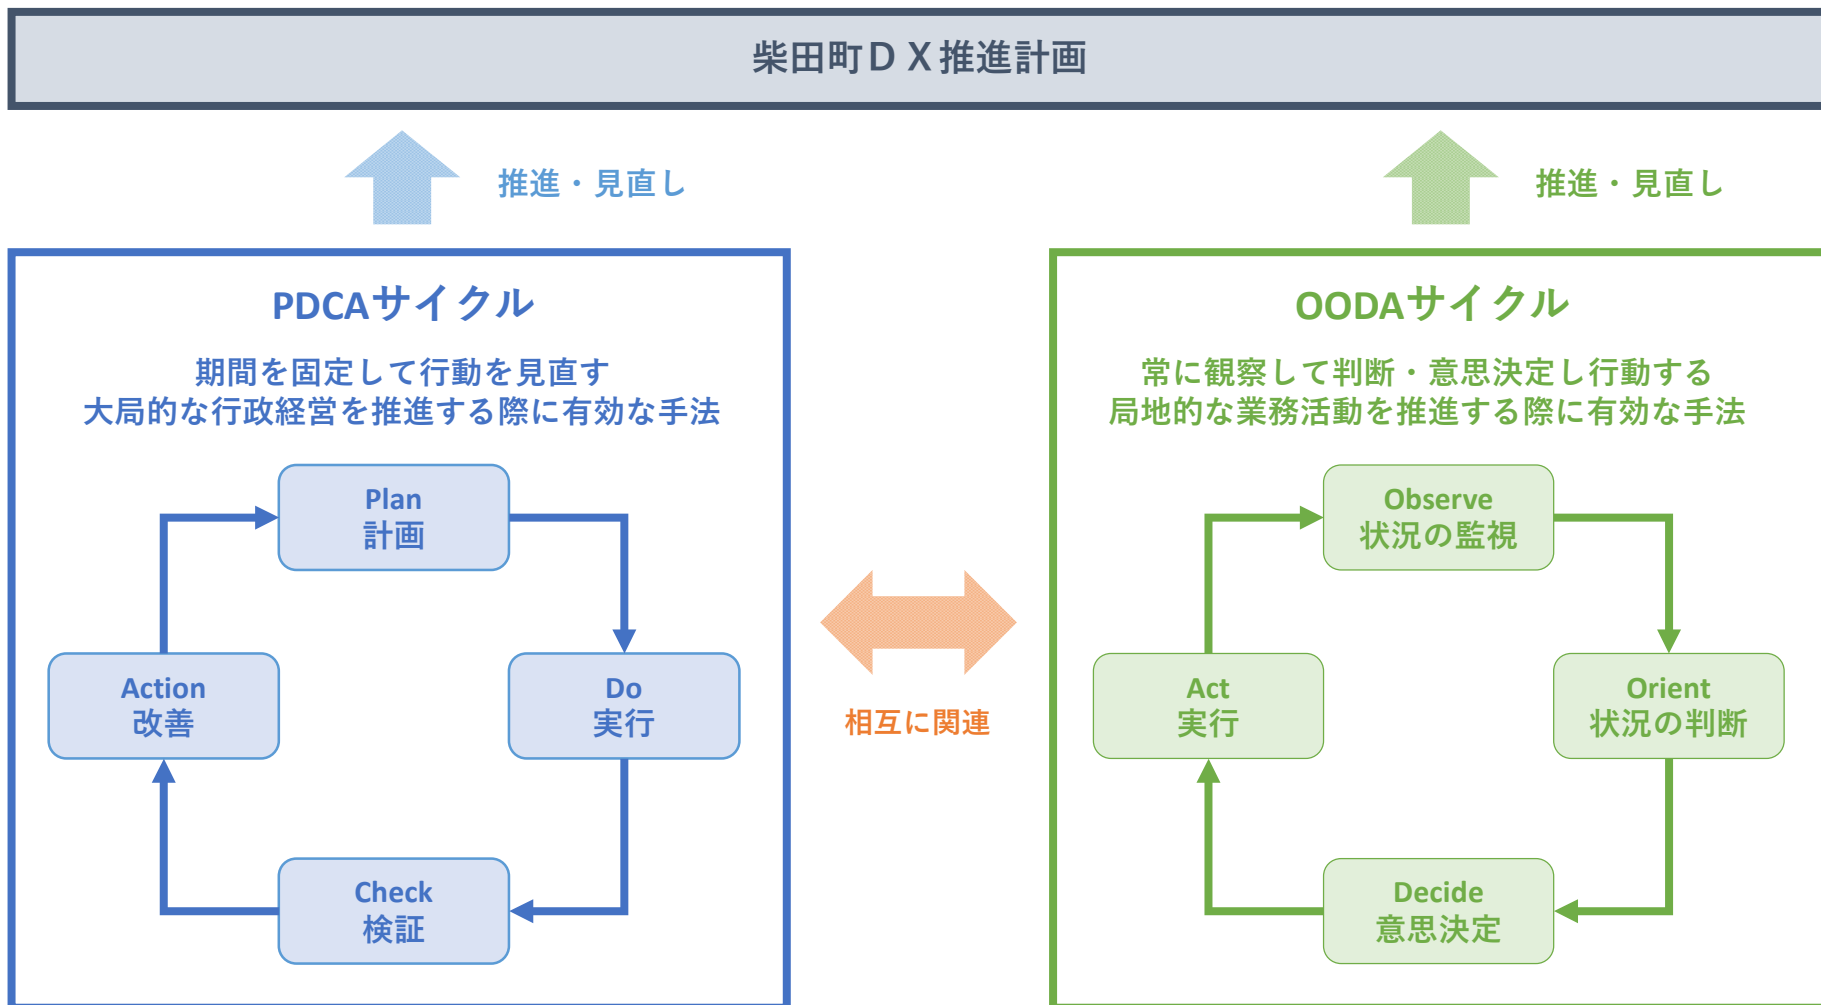 柴田町ＤＸ推進計画
推進・見直し
推進・見直し
PDCAサイクル
期間を固定して行動を見直す
大局的な行政経営を推進する際に有効な手法
Plan
計画
Do
実行
Check
検証
Action
改善
相互に関連
OODAサイクル
常に観察して判断・意思決定し行動する
局地的な業務活動を推進する際に有効な手法
Observe
状況の監視
Orient
状況の判断
Decide
意思決定
Act
実行